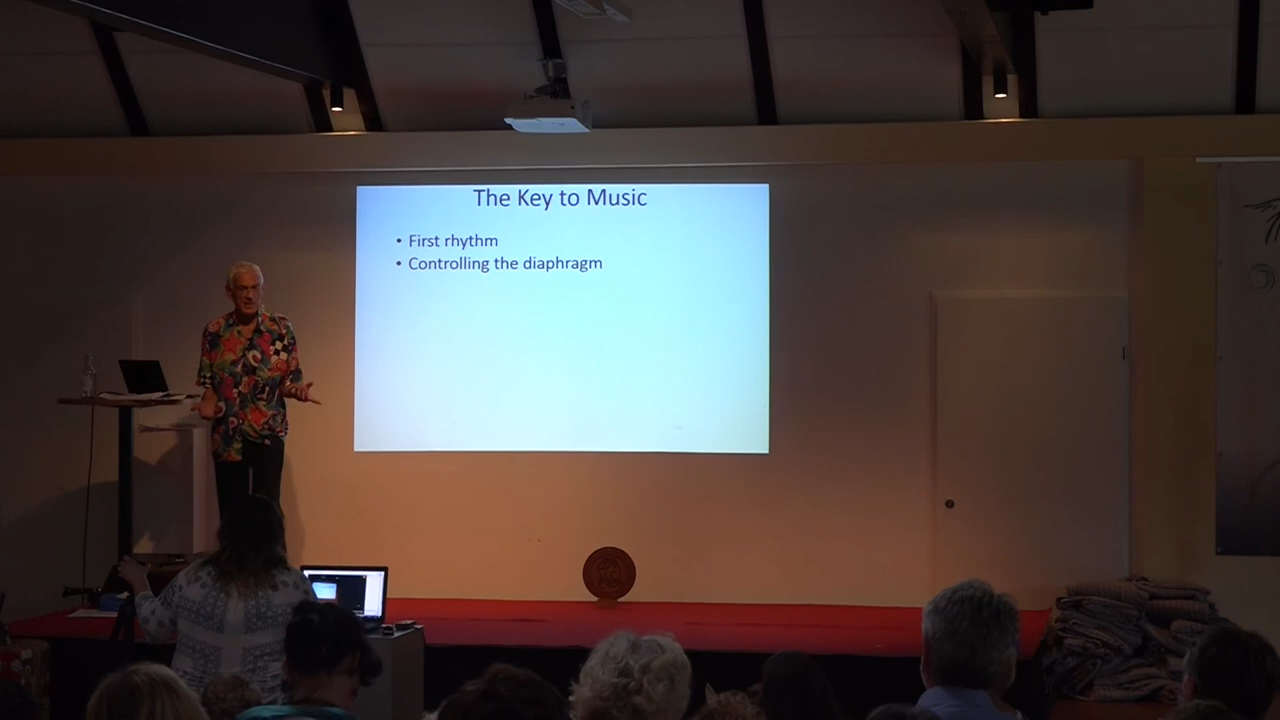 The Key to Music
• First rhythm
• Controlling the diaphragm